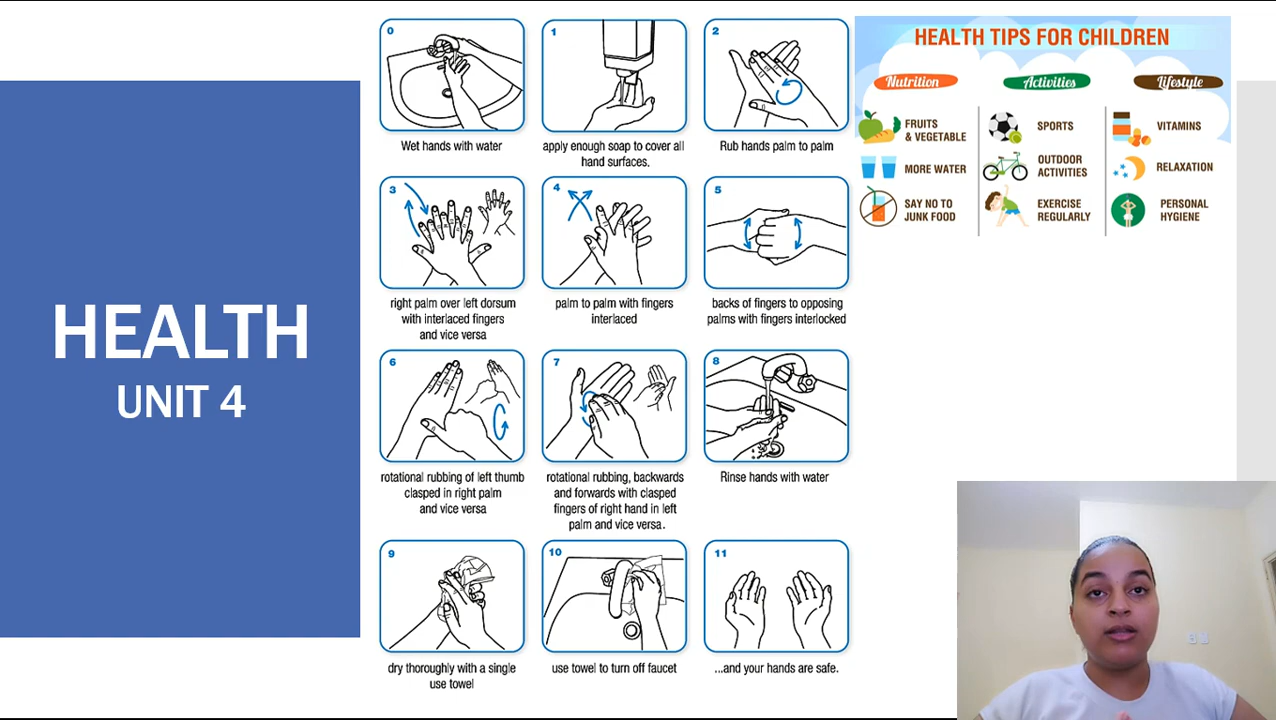 HEALTH
UNIT 4
0
Wet hands with water
1
apply enough soap to cover all
hand surfaces.
2
Rub hands palm to palm
3
right palm over left dorsum
with interlaced fingers
and vice versa
4
palm to palm with fingers
interlaced
5
backs of fingers to opposing
palms with fingers interlocked
6
rotational rubbing of left thumb
clasped in right palm
and vice versa
7
rotational rubbing, backwards
and forwards with clasped
fingers of right hand in left
palm and vice versa.
8
Rinse hands with water
9
dry thoroughly with a single
use towel
10
use towel to turn off faucet
11
...and your hands are safe.
HEALTH TIPS FOR CHILDREN
Nutrition
FRUITS
& VEGETABLE
MORE WATER
SAY NO TO
JUNK FOOD
Activities
SPORTS
OUTDOOR
ACTIVITIES
EXERCISE
REGULARLY
Lifestyle
VITAMINS
RELAXATION
PERSONAL
HYGIENE